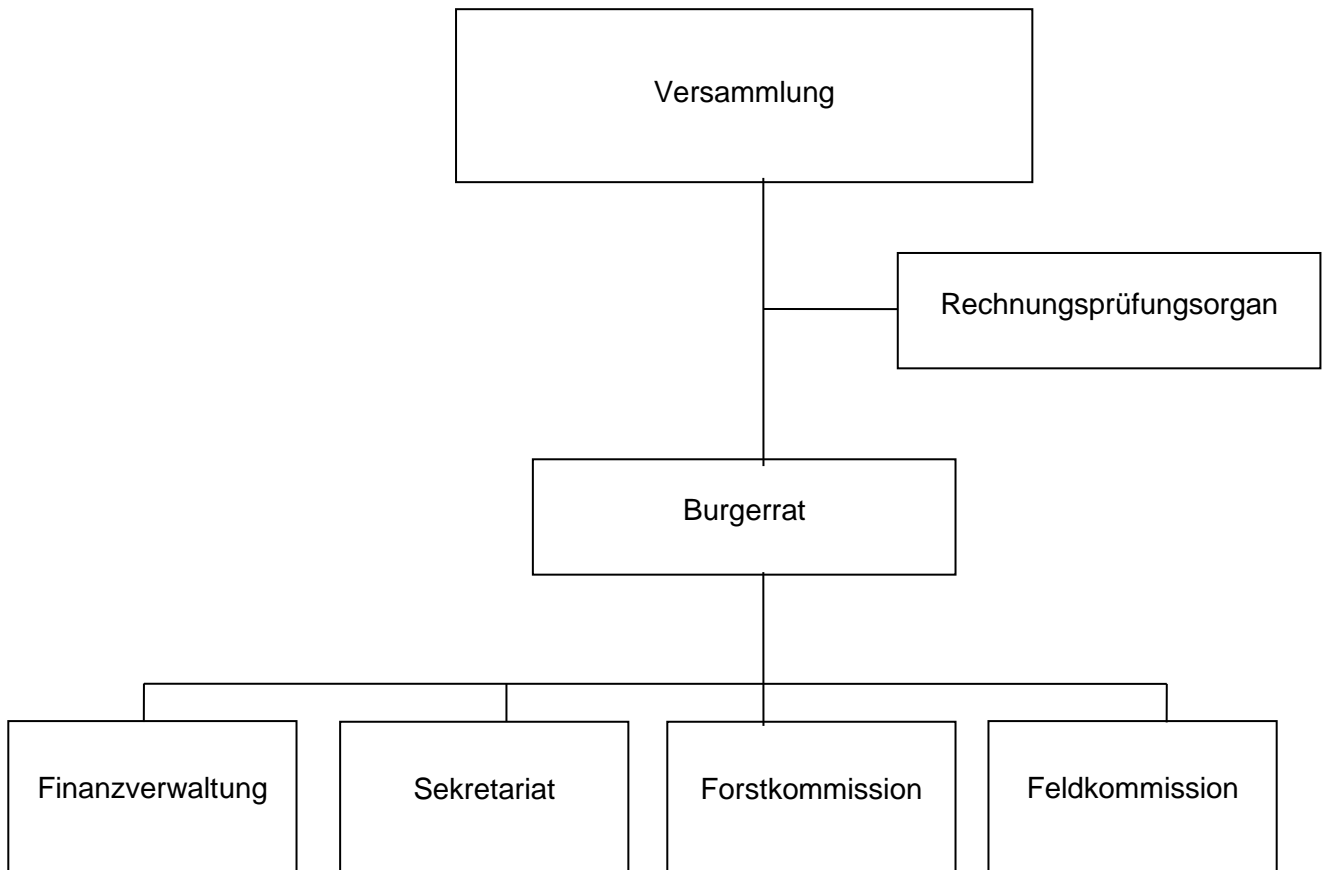 Versammlung
Rechnungsprüfungsorgan
Burgerrat
Finanzverwaltung
Sekretariat
Forstkommission
Feldkommission